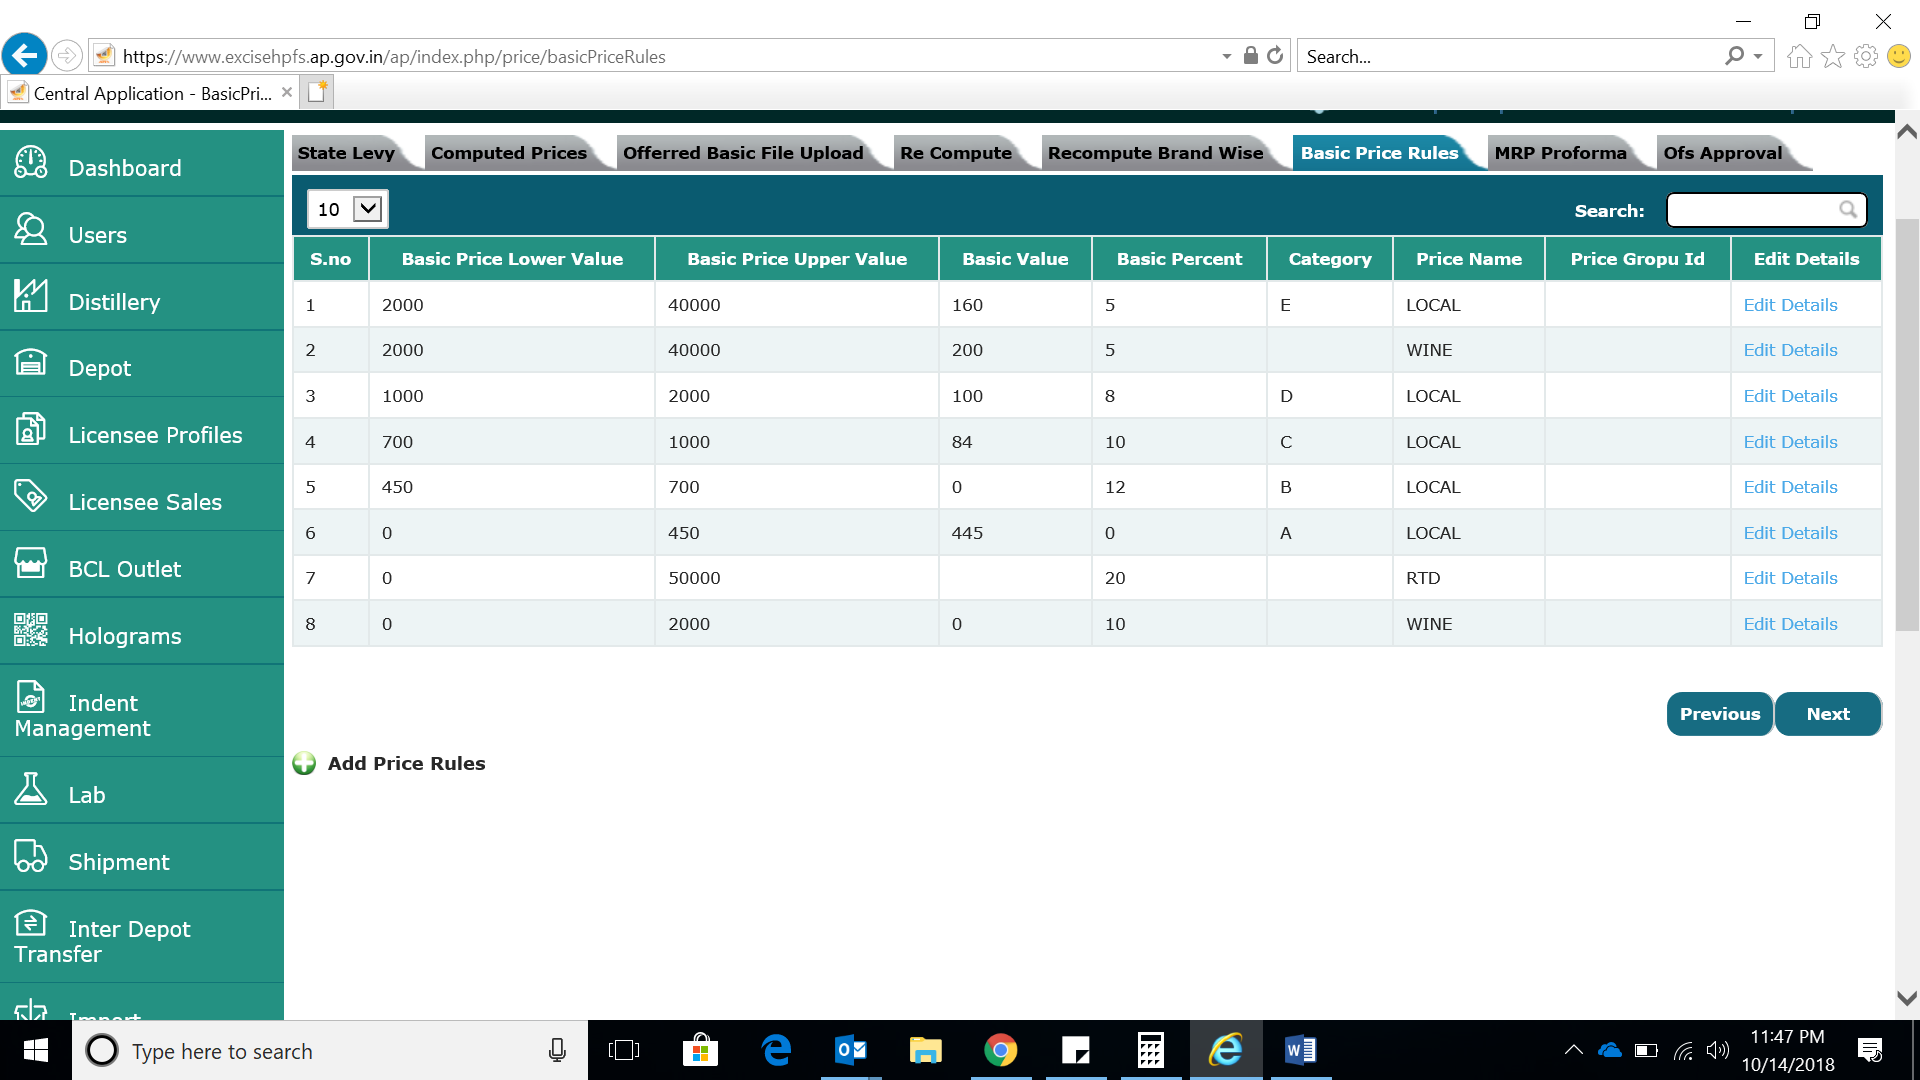 https://www.excisehpfs.ap.gov.in/ap/index.php/price/basicPriceRules
Search...
Central Application - BasicPri...
State Levy Computed Prices Offerred Basic File Upload Re Compute Recompute Brand Wise Basic Price Rules MRP Proforma Ofs Approval
10 Search:
S.no Basic Price Lower Value Basic Price Upper Value Basic Value Basic Percent Category Price Name Price Gropu Id Edit Details
1 2000 40000 160 5 E LOCAL Edit Details
2 2000 40000 200 5 WINE Edit Details
3 1000 2000 100 8 D LOCAL Edit Details
4 700 1000 84 10 C LOCAL Edit Details
5 450 700 0 12 B LOCAL Edit Details
6 0 450 445 0 A LOCAL Edit Details
7 0 50000 20 RTD Edit Details
8 0 2000 0 10 WINE Edit Details
Previous Next
Add Price Rules
Dashboard
Users
Distillery
Depot
Licensee Profiles
Licensee Sales
BCL Outlet
Holograms
Indent
Management
Lab
Shipment
Inter Depot
Transfer
Import
Type here to search
11:47 PM
10/14/2018